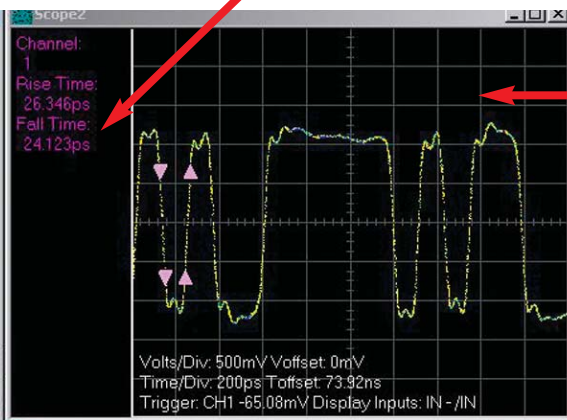 Scope2
Channel:
1
Rise Time:
26.346ps
Fall Time:
24.123ps
Volts/Div: 500mV Voffset: 0mV
Time/Div: 200ps Toffset: 73.92ns
Trigger: CH1 -65.08mV Display Inputs: IN - /IN